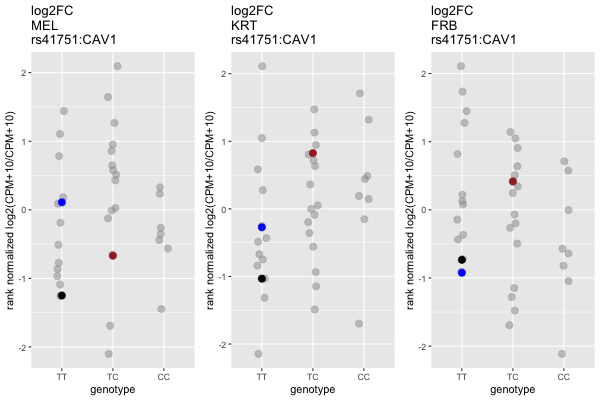 log2FC
MEL
rs41751:CAV1
rank normalized log2(CPM+10/CPM+10)
2
1
0
-1
-2
TT
TC
CC
genotype
log2FC
KRT
rs41751:CAV1
rank normalized log2(CPM+10/CPM+10)
2
1
0
-1
-2
TT
TC
CC
genotype
log2FC
FRB
rs41751:CAV1
rank normalized log2(CPM+10/CPM+10)
2
1
0
-1
-2
TT
TC
CC
genotype